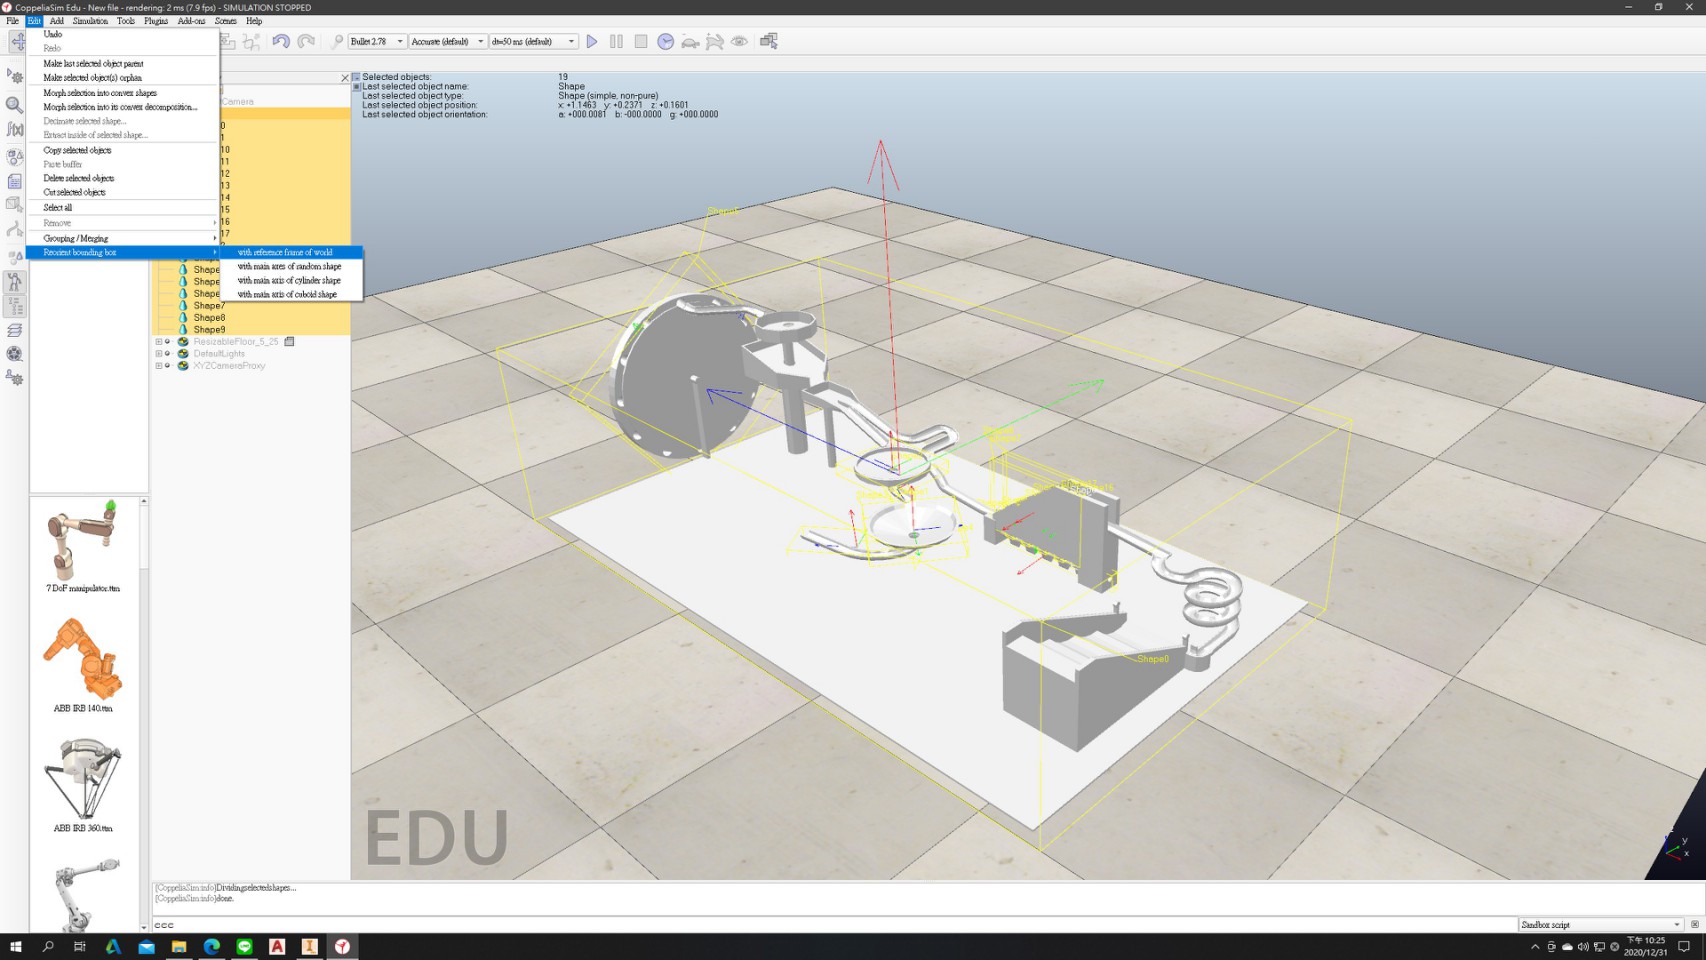 CoppeliaSim Edu - New file - rendering: 2 ms (7.9 fps) - SIMULATION STOPPED
File Edit Add Simulation Tools Plugins Add-ons Scenes Help
Undo
Redo
Make last selected object parent
Make selected object(s) orphan
Morph selection into convex shapes
Morph selection into its convex decomposition...
Decimate selected shape...
Extract inside of selected shape...
Copy selected objects
Paste buffer
Delete selected objects
Cut selected objects
Select all
Remove
Grouping / Merging
Reorient bounding box
with reference frame of world
with main axes of random shape
with main axis of cylinder shape
with main axis of cuboid shape
Bullet 2.78
Accurate (default)
dt=50 ms (default)
Selected objects: 19
Last selected object name: Shape
Last selected object type: Shape (simple, non-pure)
Last selected object position: x: +1.1463 y: +0.2371 z: +0.1601
Last selected object orientation: a: +000.0081 b: -000.0000 g: +000.0000
Camera
0
1
10
11
12
13
14
15
16
17
Shape
Shape
Shape
Shape7
Shape8
Shape9
ResizableFloor_5_25
DefaultLights
XYZCameraProxy
Shape0
7 DoF manipulator.ttm
ABB IRB 140.ttm
ABB IRB 360.ttm
EDU
y
x
[CoppeliaSim:info]Dividing selected shapes...
[CoppeliaSim:info]done.
ccc
Sandbox script
下午 10:25
2020/12/31